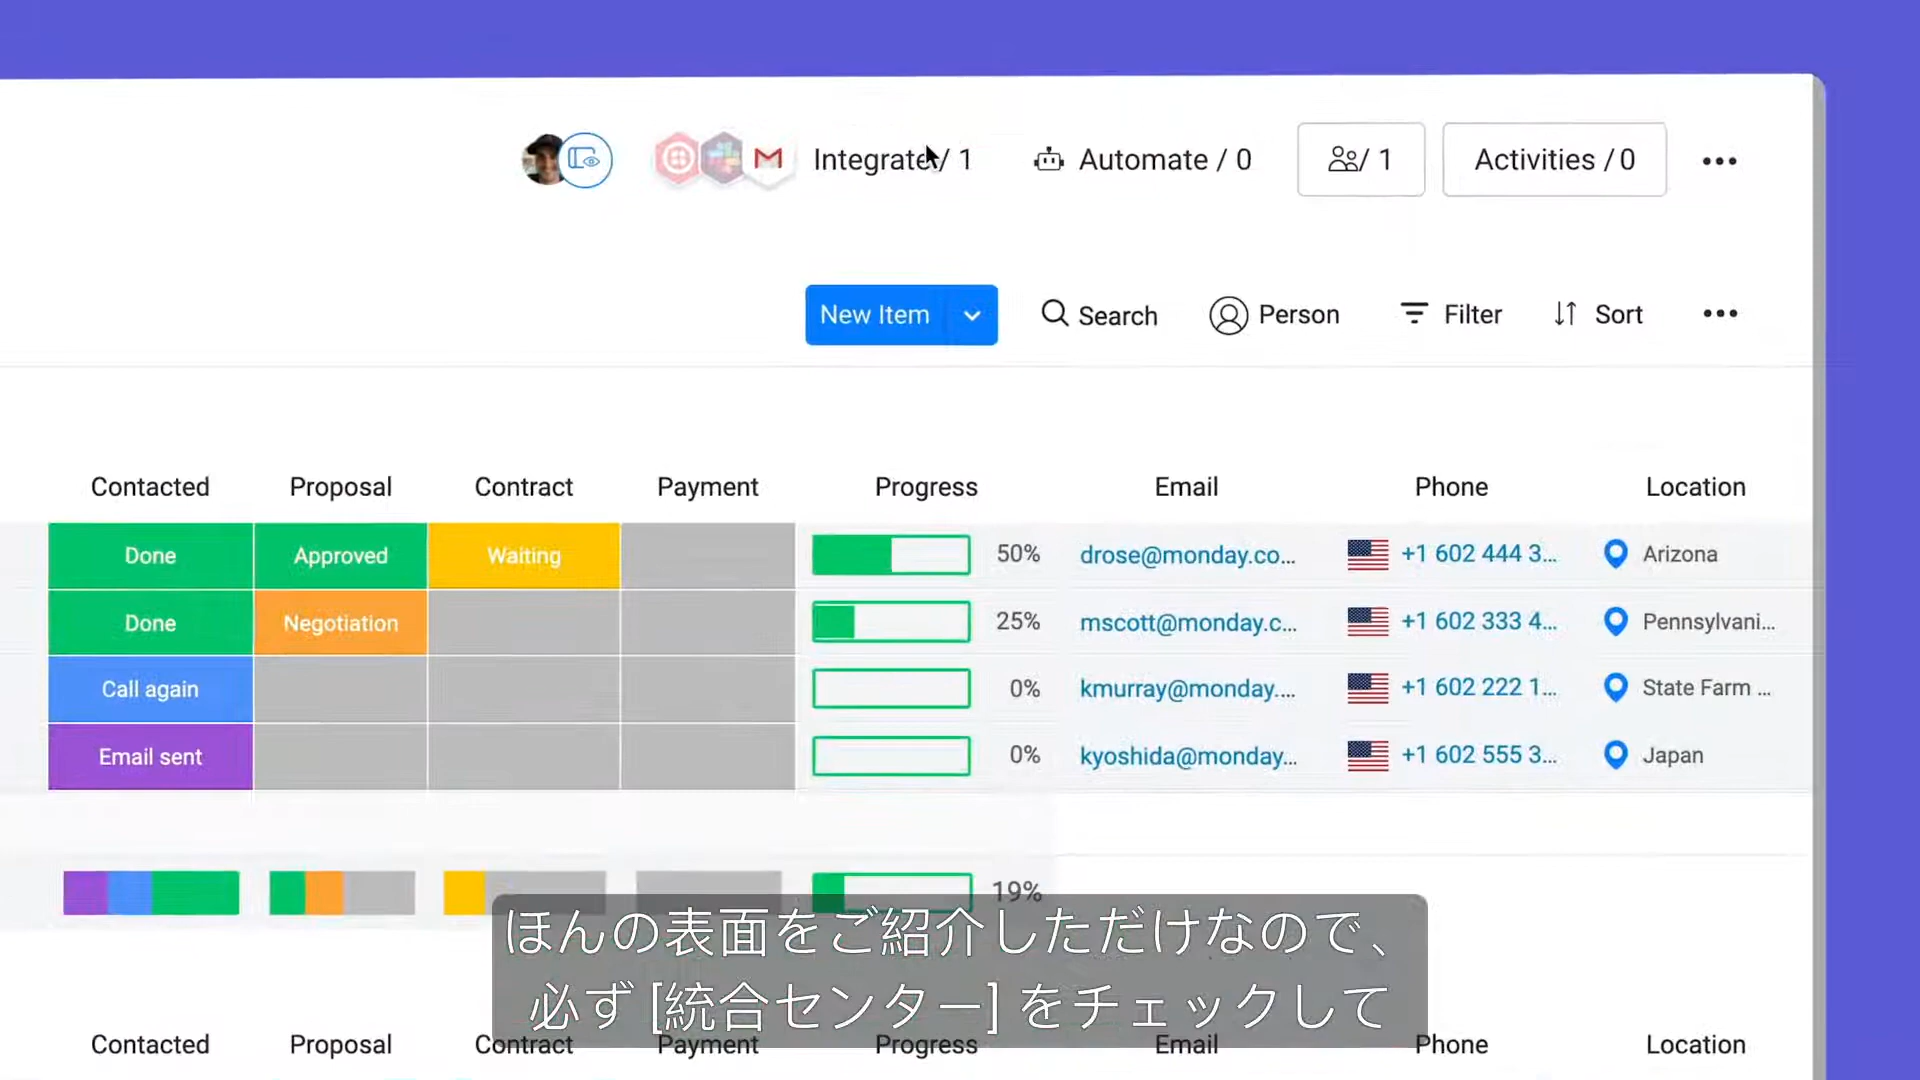 Integrate / 1 Automate / 0 / 1 Activities / 0
New Item Search Person Filter Sort
Contacted Proposal Contract Payment Progress Email Phone Location
Done Approved Waiting 50% drose@monday.co... +1 602 444 3... Arizona
Done Negotiation 25% mscott@monday.c... +1 602 333 4... Pennsylvani...
Call again 0% kmurray@monday.... +1 602 222 1... State Farm ...
Email sent 0% kyoshida@monday... +1 602 555 3... Japan
19%
ほんの表面をご紹介しただけなので、
必ず [統合センター] をチェックして
Contacted Proposal Contract Payment Progress Email Phone Location